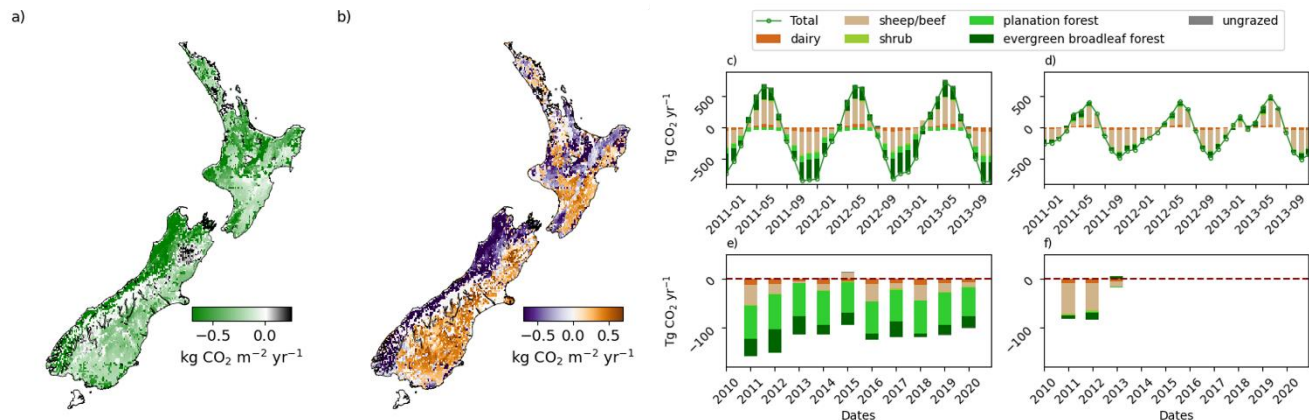 a)
b)
Total
dairy
sheep/beef
shrub
planation forest
evergreen broadleaf forest
ungrazed
c)
d)
Tg CO2 yr−1
500
0
−500
500
0
−500
2011-01
2011-05
2011-09
2012-01
2012-05
2012-09
2013-01
2013-05
2013-09
2011-01
2011-05
2011-09
2012-01
2012-05
2012-09
2013-01
2013-05
2013-09
−0.5 0.0
kg CO2 m−2 yr−1
−0.5 0.0 0.5
kg CO2 m−2 yr−1
e)
f)
Tg CO2 yr−1
0
−100
0
−100
2010
2011
2012
2013
2014
2015
2016
2017
2018
2019
2020
2010
2011
2012
2013
2014
2015
2016
2017
2018
2019
2020
Dates
Dates